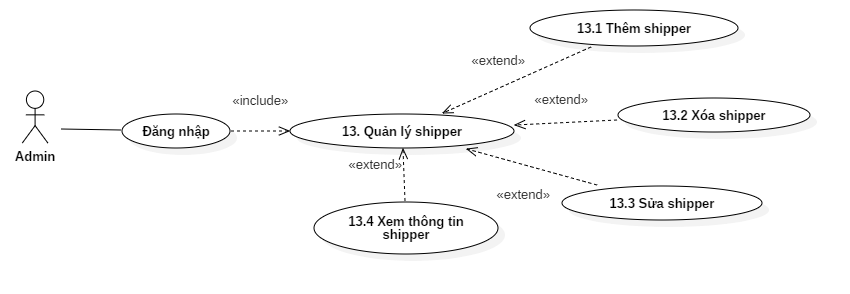 13.1 Thêm shipper
«extend»
«include»
«extend»
13.2 Xóa shipper
Đăng nhập
13. Quản lý shipper
Admin
«extend»
«extend»
13.3 Sửa shipper
13.4 Xem thông tin
shipper